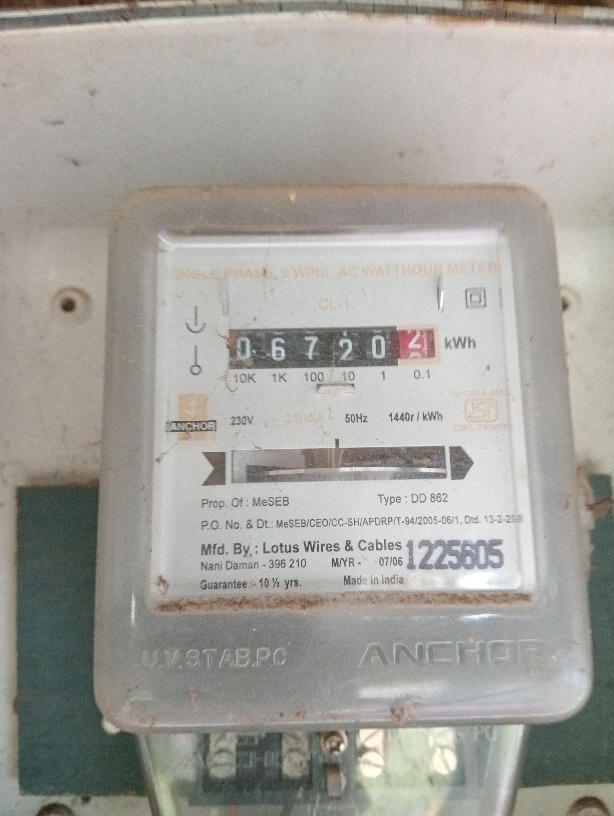 SINGLE PHASE, 2 WIRE, AC WATTHOUR METER
CL-1
0 6 7 2 0 2 kWh
10K 1K 100 10 1 0.1
ANCHOR 230V 2.5(10)A 50Hz 1440r / kWh
ISI
Prop. Of : MeSEB Type : DD 862
P.O. No. & Dt.: MeSEB/CEO/CC-SH/APDRP/T-94/2005-06/1, Dtd. 13-2-
Mfd. By : Lotus Wires & Cables 1225605
Nani Daman - 396 210 M/YR - 07/06
Guarantee - 10 ½ yrs. Made in India
U.V.STAB.PC ANCHOR